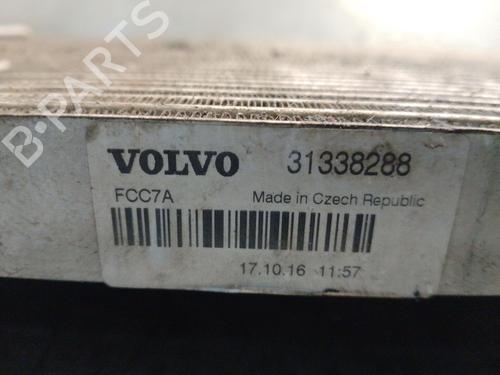 B-PARTS
VOLVO 31338288
FCC7A Made in Czech Republic
17.10.16 11:57